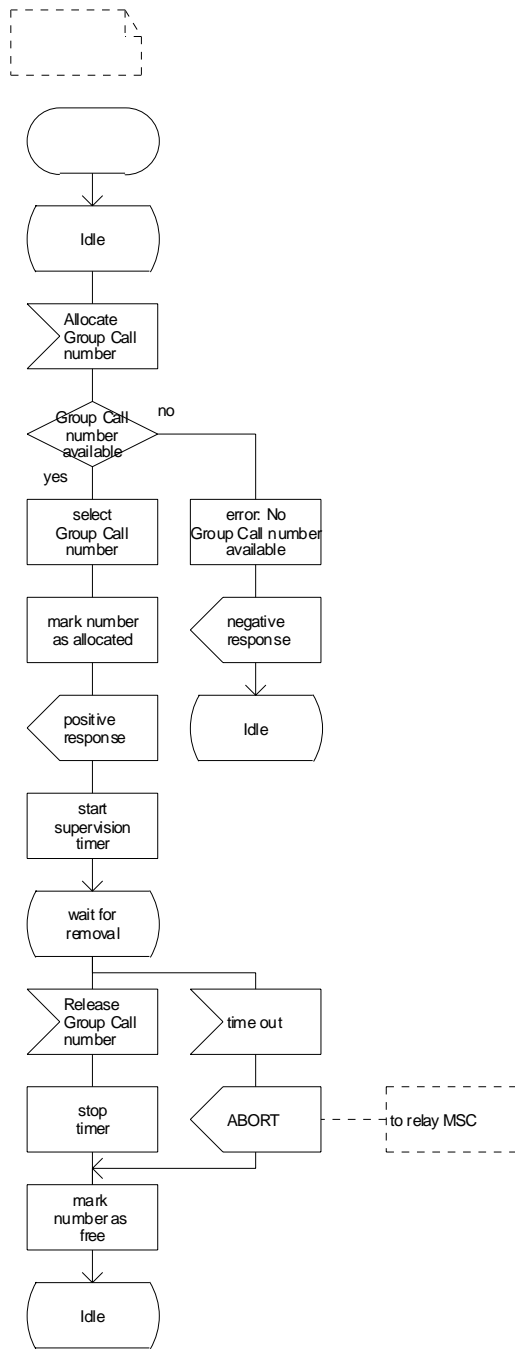 Idle
Allocate
Group Call
number
Group Call
number
available
no
yes
select
Group Call
number
error: No
Group Call number
available
mark number
as allocated
negative
response
positive
response
Idle
start
supervision
timer
wait for
removal
Release
Group Call
number
time out
stop
timer
ABORT
to relay MSC
mark
number as
free
Idle